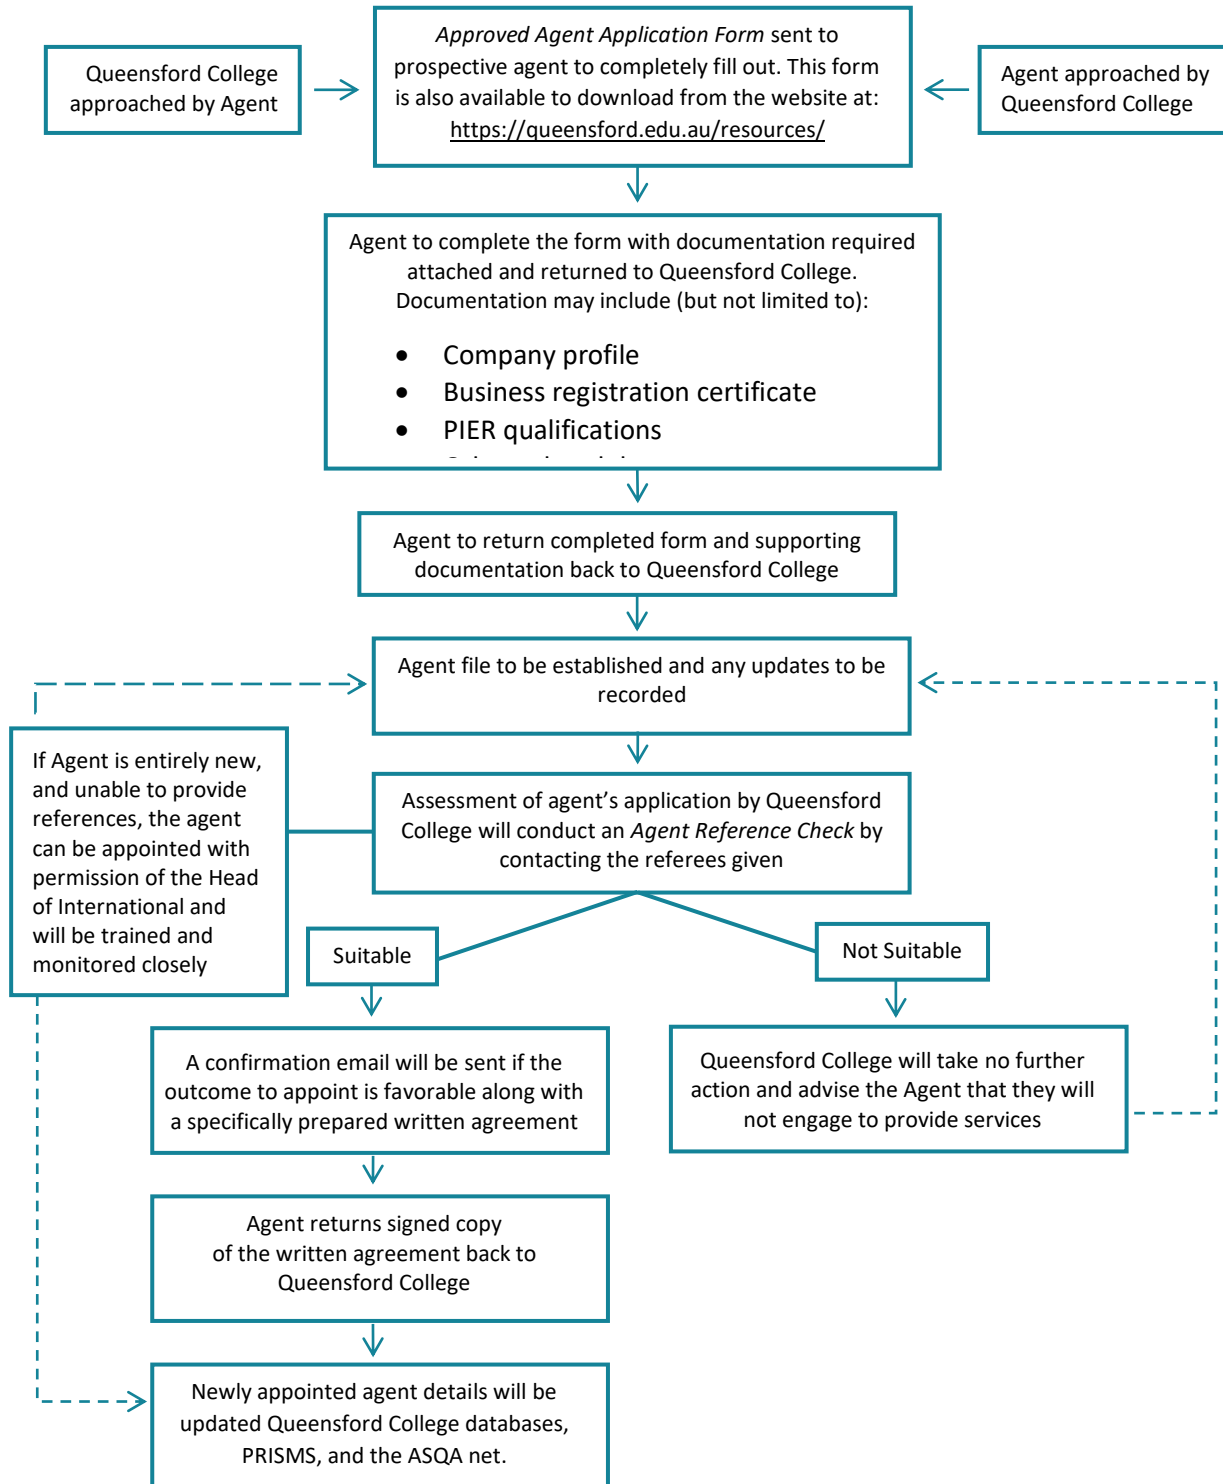 Queensford College
approached by Agent
Approved Agent Application Form sent to
prospective agent to completely fill out. This form
is also available to download from the website at:
https://queensford.edu.au/resources/
Agent approached by
Queensford College
Agent to complete the form with documentation required
attached and returned to Queensford College.
Documentation may include (but not limited to):
• Company profile
• Business registration certificate
• PIER qualifications
Agent to return completed form and supporting
documentation back to Queensford College
Agent file to be established and any updates to be
recorded
If Agent is entirely new,
and unable to provide
references, the agent
can be appointed with
permission of the Head
of International and
will be trained and
monitored closely
Assessment of agent's application by Queensford
College will conduct an Agent Reference Check by
contacting the referees given
Suitable
Not Suitable
A confirmation email will be sent if the
outcome to appoint is favorable along with
a specifically prepared written agreement
Queensford College will take no further
action and advise the Agent that they will
not engage to provide services
Agent returns signed copy
of the written agreement back to
Queensford College
Newly appointed agent details will be
updated Queensford College databases,
PRISMS, and the ASQA net.